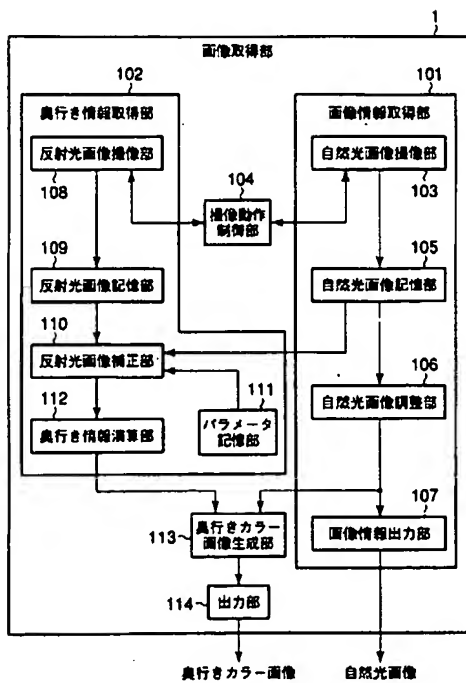 1
画像取得部
102
奥行き情報取得部
反射光画像撮像部
108
109
反射光画像記憶部
110
反射光画像補正部
112
奥行き情報演算部
111
パラメータ
記憶部
104
撮像動作
制御部
101
画像情報取得部
自然光画像撮像部
103
105
自然光画像記憶部
106
自然光画像調整部
107
画像情報出力部
113
奥行きカラー
画像生成部
114
出力部
奥行きカラー画像
自然光画像